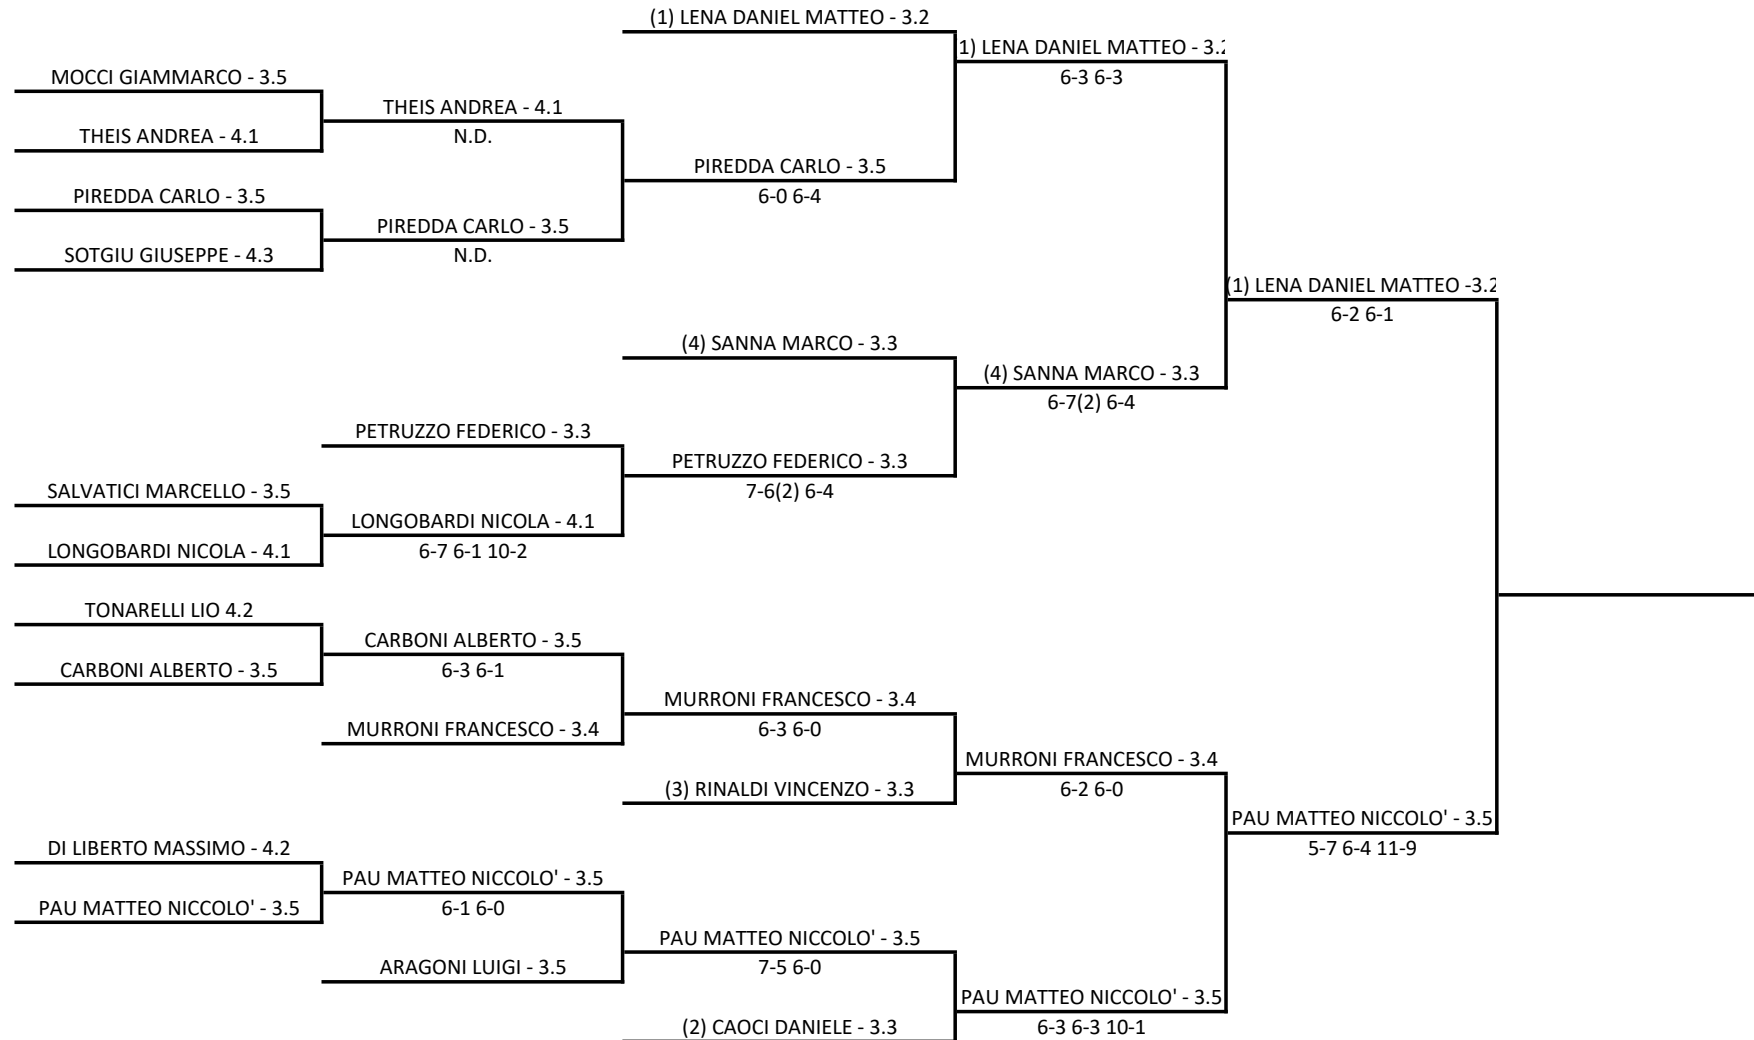 (1) LENA DANIEL MATTEO - 3.2
1) LENA DANIEL MATTEO - 3.2
6-3 6-3
MOCCI GIAMMARCO - 3.5
THEIS ANDREA - 4.1
THEIS ANDREA - 4.1
N.D.
PIREDDA CARLO - 3.5
6-0 6-4
PIREDDA CARLO - 3.5
PIREDDA CARLO - 3.5
SOTGIU GIUSEPPE - 4.3
N.D.
(1) LENA DANIEL MATTEO -3.2
6-2 6-1
(4) SANNA MARCO - 3.3
(4) SANNA MARCO - 3.3
6-7(2) 6-4
PETRUZZO FEDERICO - 3.3
PETRUZZO FEDERICO - 3.3
7-6(2) 6-4
SALVATICI MARCELLO - 3.5
LONGOBARDI NICOLA - 4.1
LONGOBARDI NICOLA - 4.1
6-7 6-1 10-2
TONARELLI LIO 4.2
CARBONI ALBERTO - 3.5
CARBONI ALBERTO - 3.5
6-3 6-1
MURRONI FRANCESCO - 3.4
6-3 6-0
MURRONI FRANCESCO - 3.4
MURRONI FRANCESCO - 3.4
6-2 6-0
(3) RINALDI VINCENZO - 3.3
PAU MATTEO NICCOLO' - 3.5
5-7 6-4 11-9
DI LIBERTO MASSIMO - 4.2
PAU MATTEO NICCOLO' - 3.5
PAU MATTEO NICCOLO' - 3.5
6-1 6-0
PAU MATTEO NICCOLO' - 3.5
7-5 6-0
ARAGONI LUIGI - 3.5
PAU MATTEO NICCOLO' - 3.5
6-3 6-3 10-1
(2) CAOCI DANIELE - 3.3